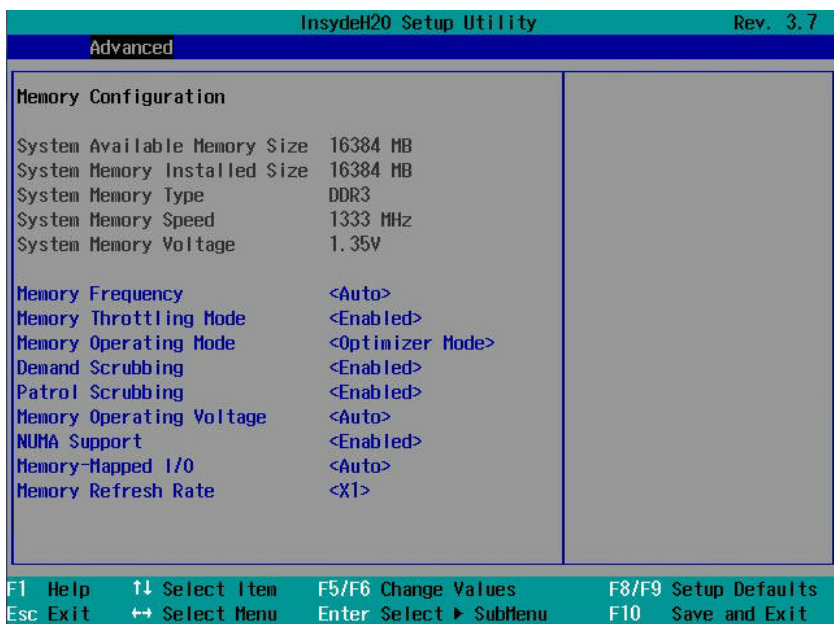 InsydeH20 Setup Utility Rev. 3.7
Advanced
Memory Configuration
System Available Memory Size 16384 MB
System Memory Installed Size 16384 MB
System Memory Type DDR3
System Memory Speed 1333 MHz
System Memory Voltage 1.35V
Memory Frequency <Auto>
Memory Throttling Mode <Enabled>
Memory Operating Mode <Optimizer Mode>
Demand Scrubbing <Enabled>
Patrol Scrubbing <Enabled>
Memory Operating Voltage <Auto>
NUMA Support <Enabled>
Memory-Mapped I/O <Auto>
Memory Refresh Rate <X1>
F1 Help ↑↓ Select Item F5/F6 Change Values F8/F9 Setup Defaults
Esc Exit ↔ Select Menu Enter Select ▶ SubMenu F10 Save and Exit